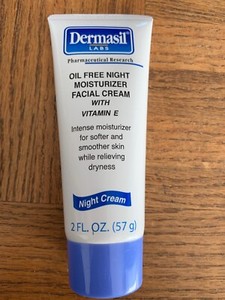 Dermasil
LABS
Pharmaceutical Research
OIL FREE NIGHT
MOISTURIZER
FACIAL CREAM
WITH
VITAMIN E
Intense moisturizer
for softer and
smoother skin
while relieving
dryness
Night Cream
2 FL. OZ. (57 g)